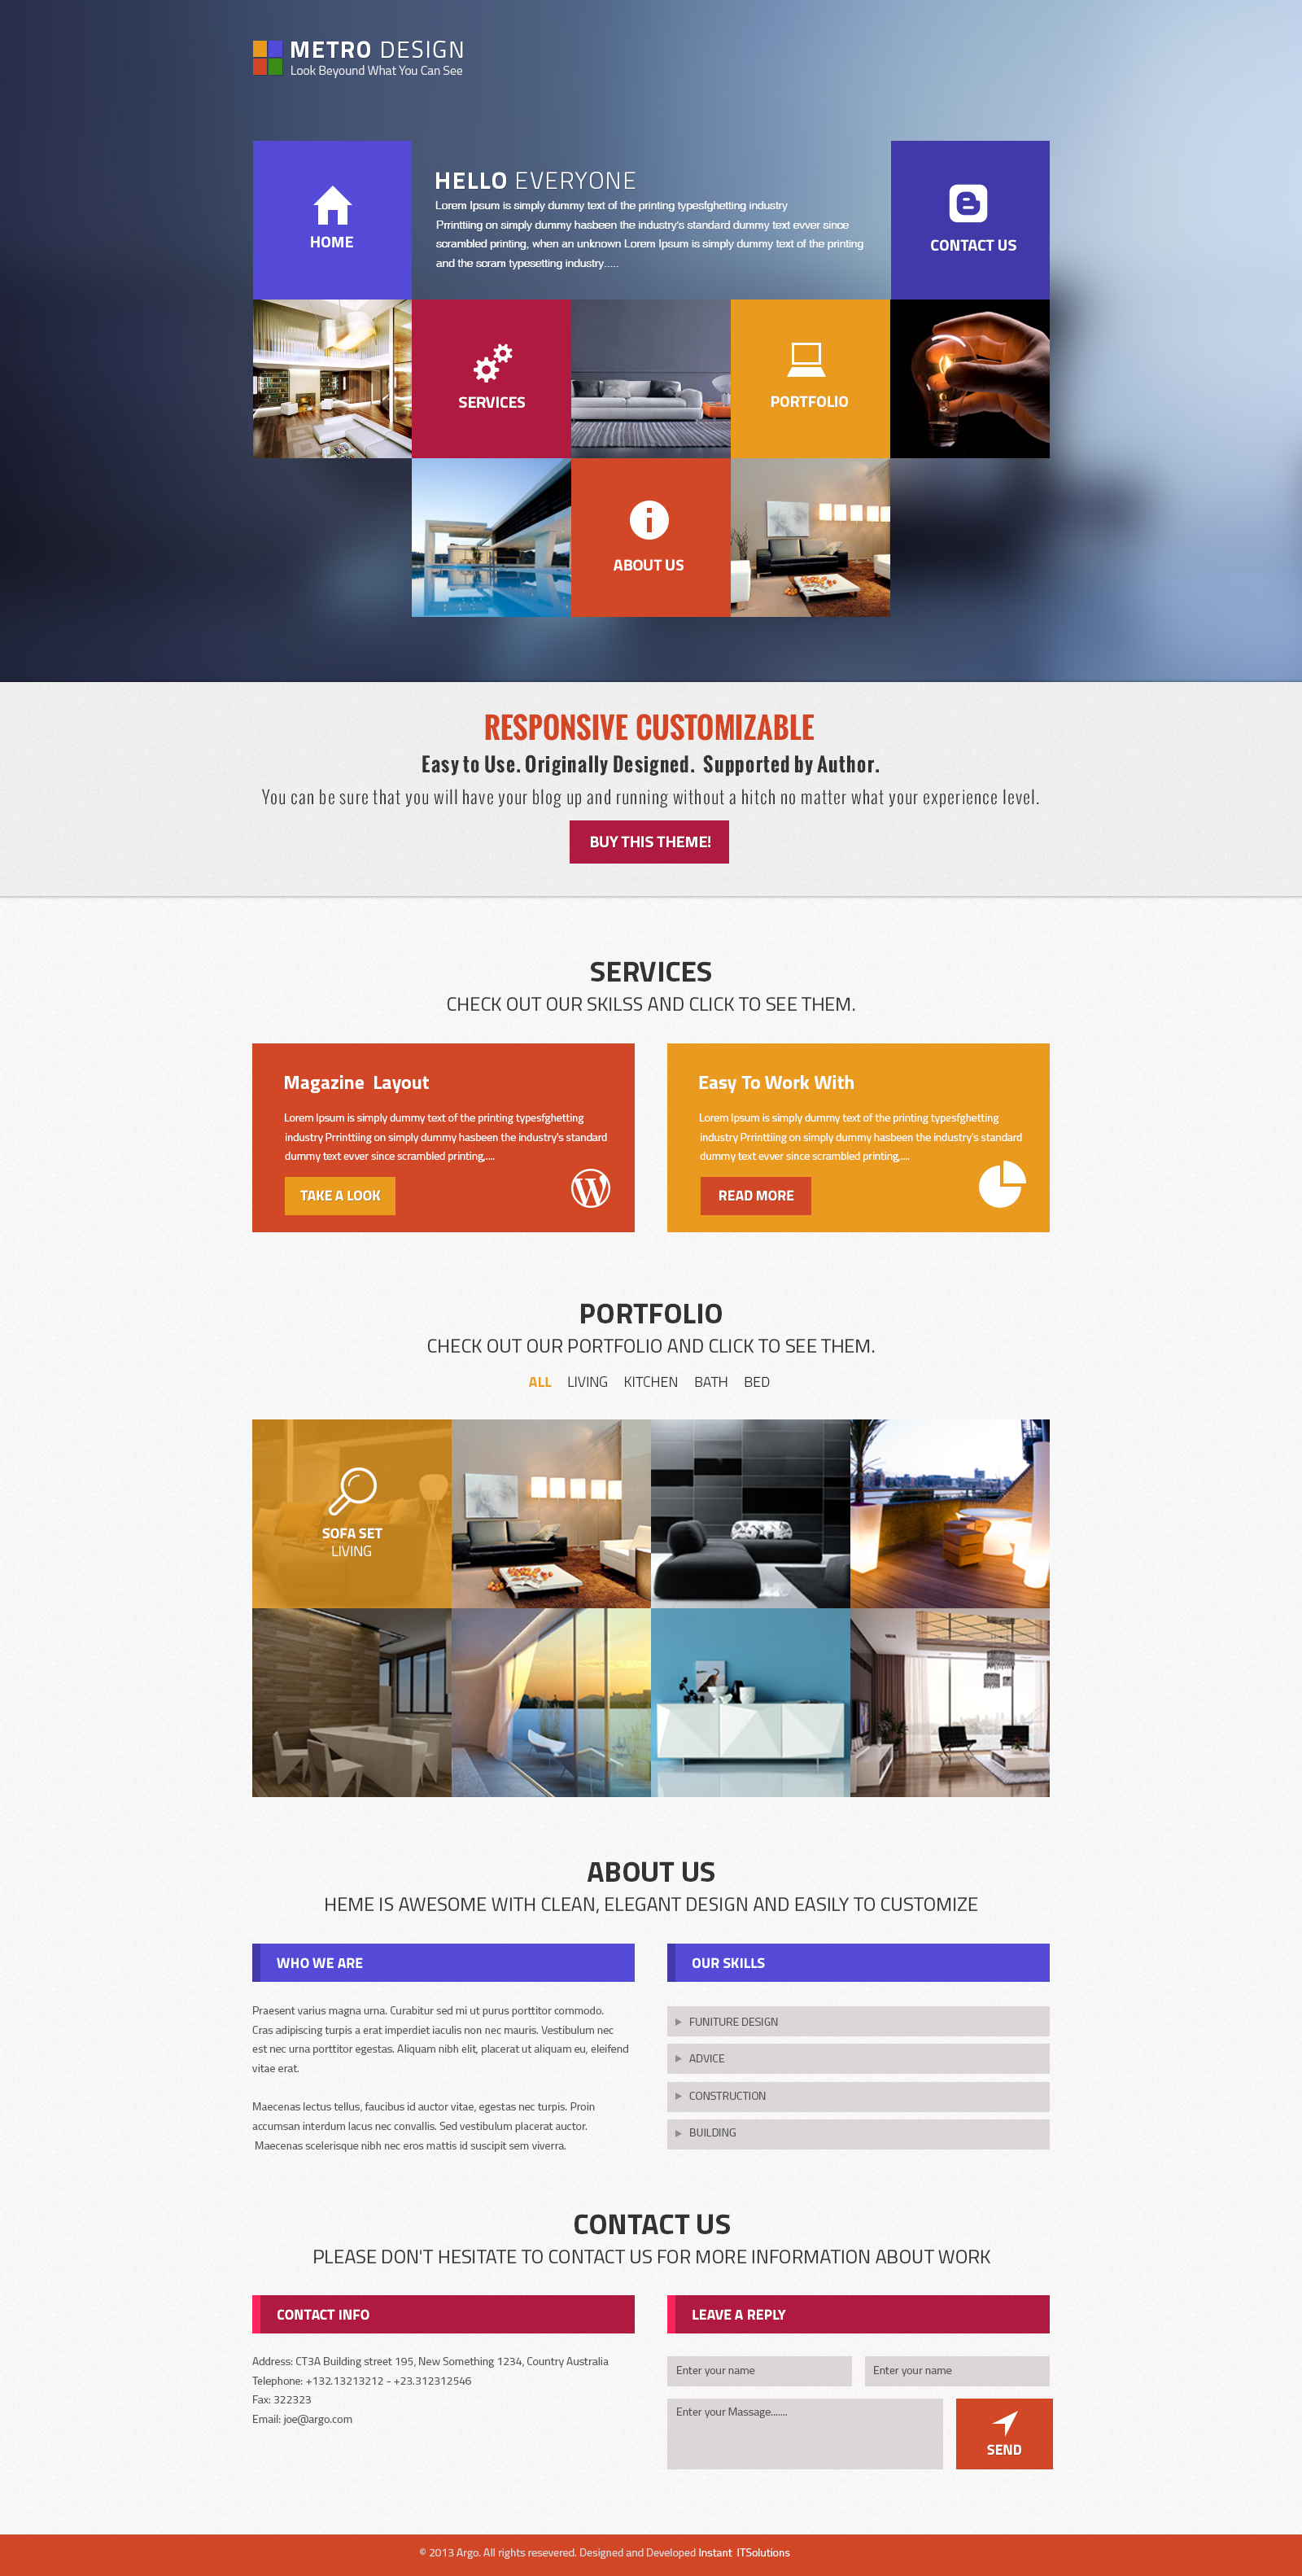 METRO DESIGN
Look Beyound What You Can See
HOME
HELLO EVERYONE
Lorem Ipsum is simply dummy text of the printing typesfghetting industry
Prrinttiing on simply dummy hasbeen the industry's standard dummy text evver since
scrambled printing, when an unknown Lorem Ipsum is simply dummy text of the printing
and the scram typesetting industry.....
CONTACT US
SERVICES
PORTFOLIO
ABOUT US
RESPONSIVE CUSTOMIZABLE
Easy to Use. Originally Designed. Supported by Author.
You can be sure that you will have your blog up and running without a hitch no matter what your experience level.
BUY THIS THEME!
SERVICES
CHECK OUT OUR SKILSS AND CLICK TO SEE THEM.
Magazine Layout
Lorem Ipsum is simply dummy text of the printing typesfghetting
industry Prrinttiing on simply dummy hasbeen the industry's standard
dummy text evver since scrambled printing,....
TAKE A LOOK
Easy To Work With
Lorem Ipsum is simply dummy text of the printing typesfghetting
industry Prrinttiing on simply dummy hasbeen the industry's standard
dummy text evver since scrambled printing,....
READ MORE
PORTFOLIO
CHECK OUT OUR PORTFOLIO AND CLICK TO SEE THEM.
ALL LIVING KITCHEN BATH BED
SOFA SET
LIVING
ABOUT US
HEME IS AWESOME WITH CLEAN, ELEGANT DESIGN AND EASILY TO CUSTOMIZE
WHO WE ARE
Praesent varius magna urna. Curabitur sed mi ut purus porttitor commodo.
Cras adipiscing turpis a erat imperdiet iaculis non nec mauris. Vestibulum nec
est nec urna porttitor egestas. Aliquam nibh elit, placerat ut aliquam eu, eleifend
vitae erat.
Maecenas lectus tellus, faucibus id auctor vitae, egestas nec turpis. Proin
accumsan interdum lacus nec convallis. Sed vestibulum placerat auctor.
Maecenas scelerisque nibh nec eros mattis id suscipit sem viverra.
OUR SKILLS
FUNITURE DESIGN
ADVICE
CONSTRUCTION
BUILDING
CONTACT US
PLEASE DON'T HESITATE TO CONTACT US FOR MORE INFORMATION ABOUT WORK
CONTACT INFO
Address: CT3A Building street 195, New Something 1234, Country Australia
Telephone: +132.13213212 - +23.312312546
Fax: 322323
Email: joe@argo.com
LEAVE A REPLY
Enter your name
Enter your name
Enter your Massage.......
SEND
© 2013 Argo. All rights resevered. Designed and Developed Instant ITSolutions